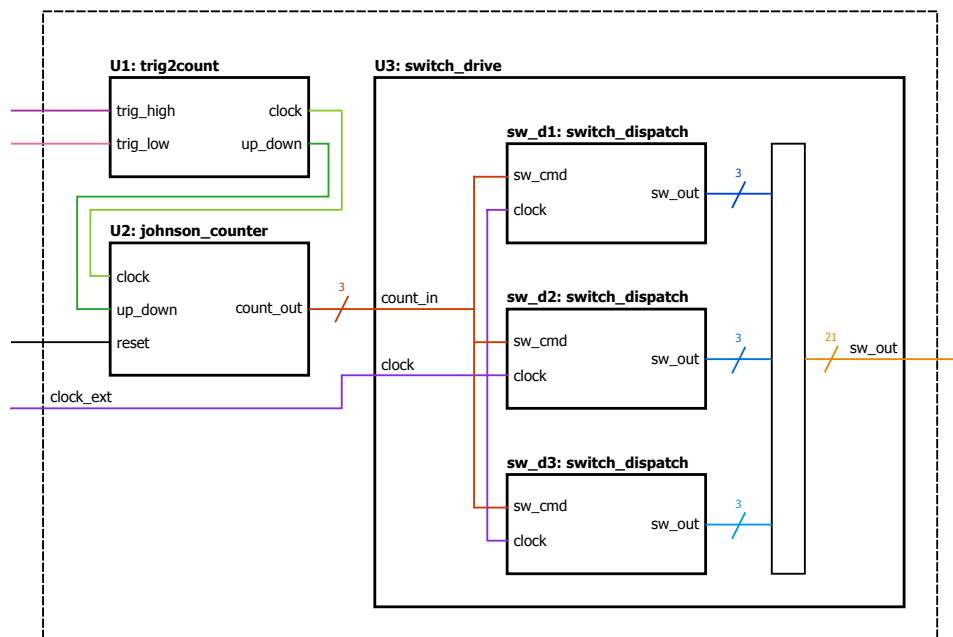 U1: trig2count
trig_high
trig_low
clock
up_down
U2: johnson_counter
clock
up_down
reset
count_out
3
clock_ext
U3: switch_drive
count_in
clock
sw_d1: switch_dispatch
sw_cmd
clock
sw_out
3
sw_d2: switch_dispatch
sw_cmd
clock
sw_out
3
sw_d3: switch_dispatch
sw_cmd
clock
sw_out
3
21
sw_out